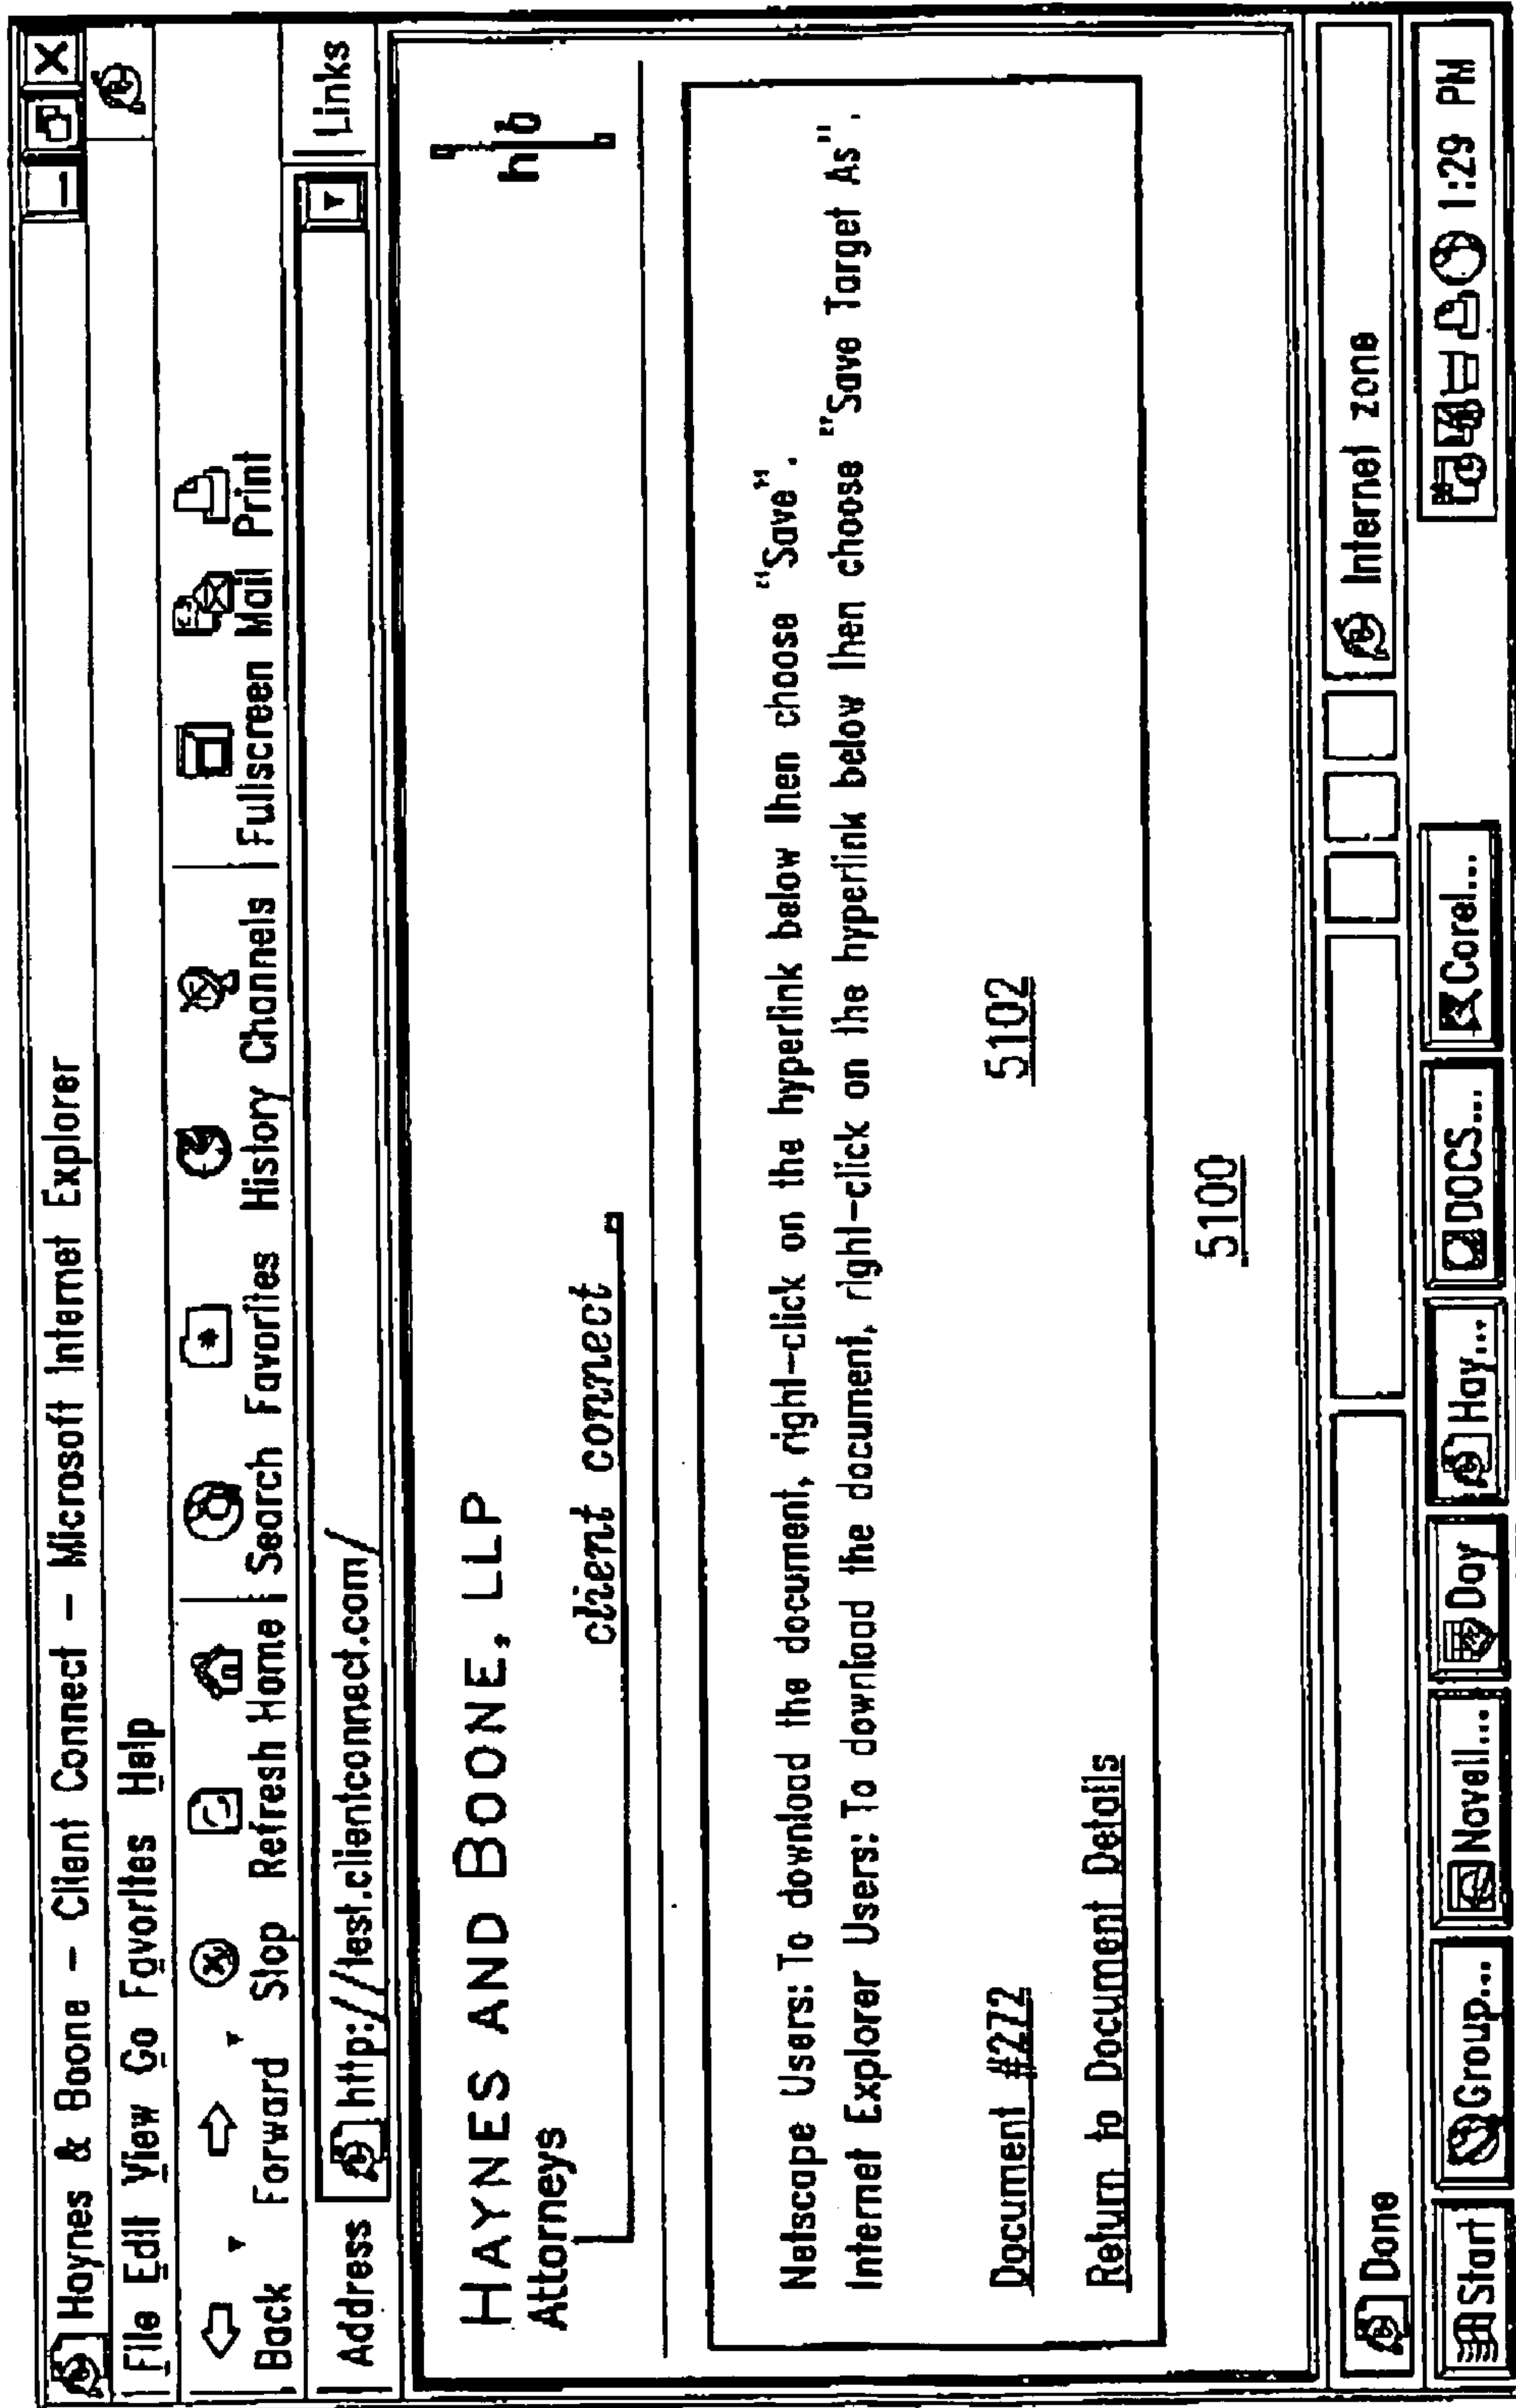 Haynes & Boone - Client Connect - Microsoft Internet Explorer
File Edit View Go Favorites Help
Back Forward Stop Refresh Home Search Favorites History Channels Fullscreen Mail Print
Address http://test.clientconnect.com/ Links
HAYNES AND BOONE, LLP
Attorneys
client connect
h b
Netscape Users: To download the document, right-click on the hyperlink below then choose "Save".
Internet Explorer Users: To download the document, right-click on the hyperlink below then choose "Save Target As".
Document #272
5102
Return to Document Details
5100
Done Internet zone
Start Group... Novell... Day Hay... DOCS... Corel... 1:29 PM